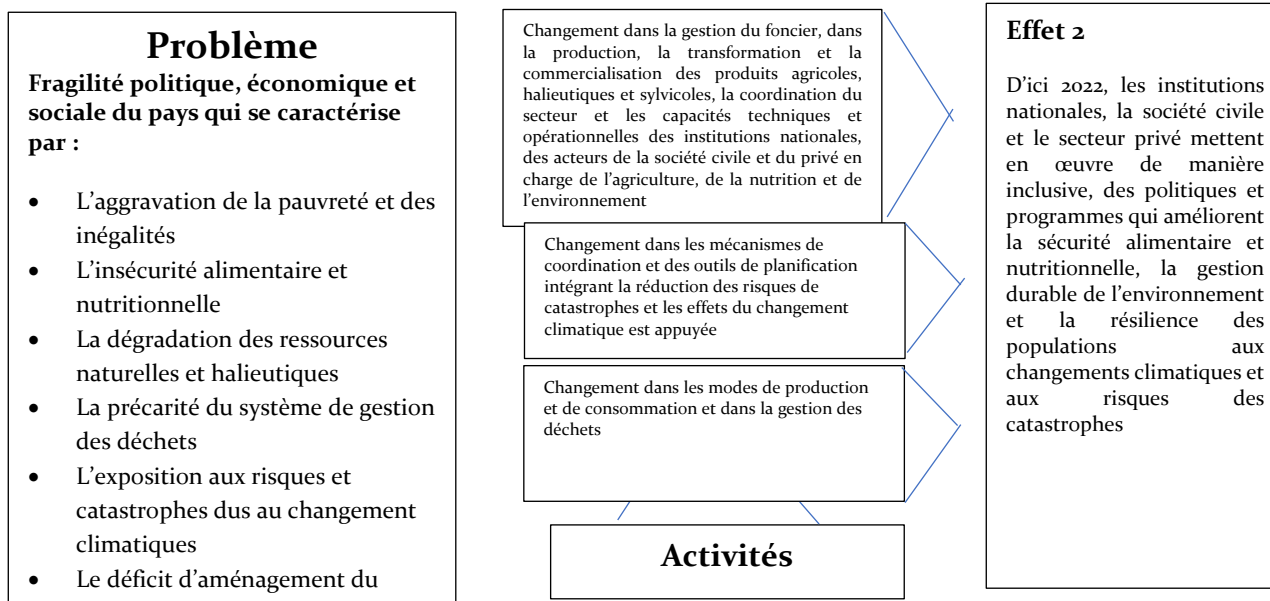 Problème
Fragilité politique, économique et
sociale du pays qui se caractérise
par :
• L'aggravation de la pauvreté et des
inégalités
• L'insécurité alimentaire et
nutritionnelle
• La dégradation des ressources
naturelles et halieutiques
• La précarité du système de gestion
des déchets
• L'exposition aux risques et
catastrophes dus au changement
climatiques
• Le déficit d'aménagement du
Changement dans la gestion du foncier, dans
la production, la transformation et la
commercialisation des produits agricoles,
halieutiques et sylvicoles, la coordination du
secteur et les capacités techniques et
opérationnelles des institutions nationales,
des acteurs de la société civile et du privé en
charge de l'agriculture, de la nutrition et de
l'environnement
Changement dans les mécanismes de
coordination et des outils de planification
intégrant la réduction des risques de
catastrophes et les effets du changement
climatique est appuyée
Changement dans les modes de production
et de consommation et dans la gestion des
déchets
Activités
Effet 2
D'ici 2022, les institutions
nationales, la société civile
et le secteur privé mettent
en œuvre de manière
inclusive, des politiques et
programmes qui améliorent
la sécurité alimentaire et
nutritionnelle, la gestion
durable de l'environnement
et la résilience des
populations aux
changements climatiques et
aux risques des
catastrophes